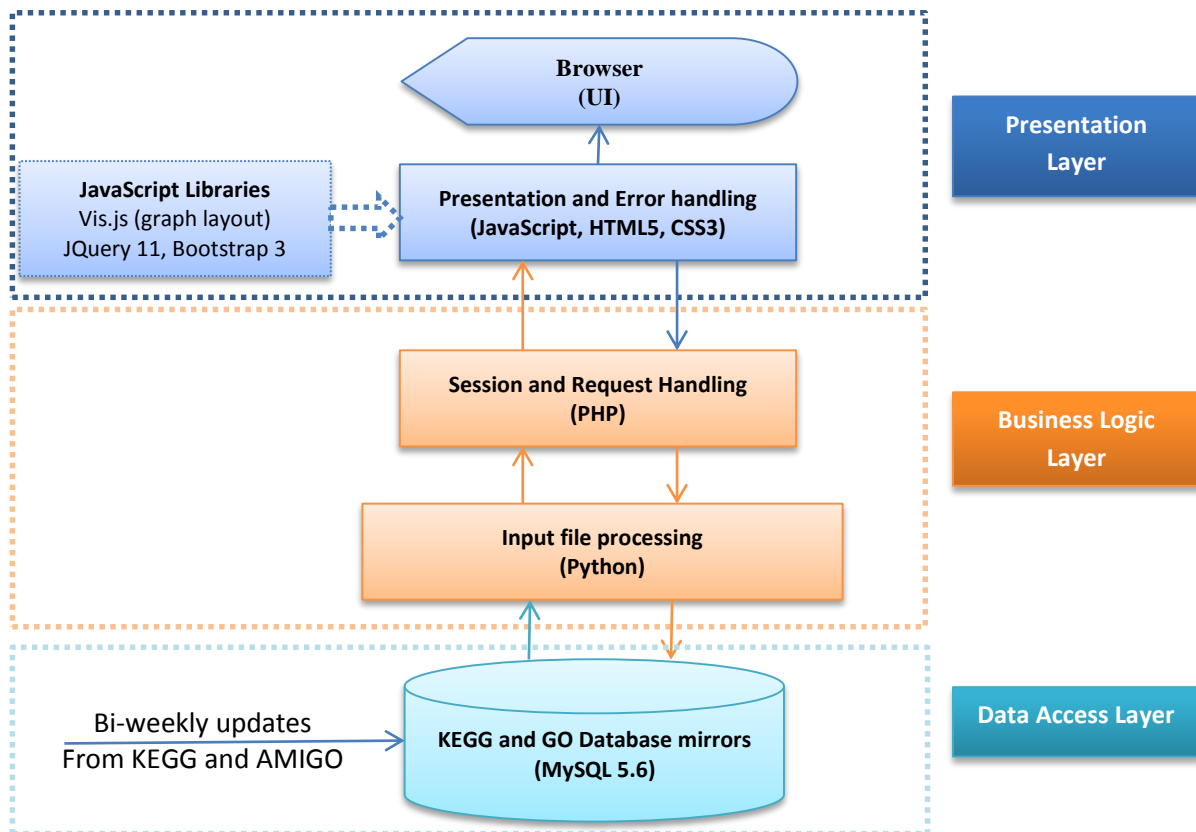 Browser
(UI)
Presentation
Layer
JavaScript Libraries
Vis.js (graph layout)
JQuery 11, Bootstrap 3
Presentation and Error handling
(JavaScript, HTML5, CSS3)
Session and Request Handling
(PHP)
Business Logic
Layer
Input file processing
(Python)
Bi-weekly updates
From KEGG and AMIGO
KEGG and GO Database mirrors
(MySQL 5.6)
Data Access Layer